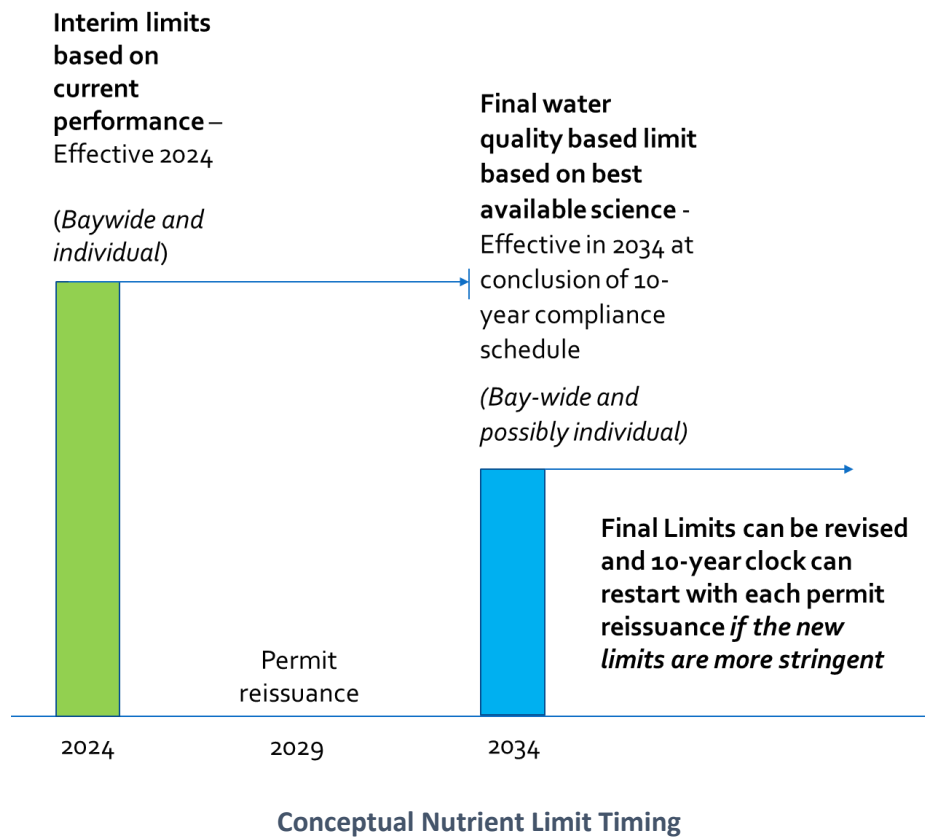 Interim limits
based on
current
performance –
Effective 2024
(Baywide and
individual)
Final water
quality based limit
based on best
available science -
Effective in 2034 at
conclusion of 10-
year compliance
schedule
(Bay-wide and
possibly individual)
Final Limits can be revised
and 10-year clock can
restart with each permit
reissuance if the new
limits are more stringent
Permit
reissuance
2024
2029
2034
Conceptual Nutrient Limit Timing